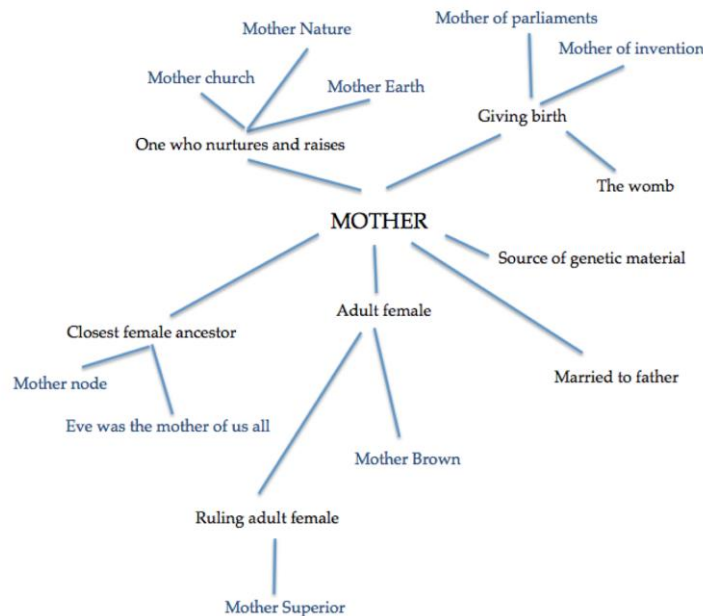 Mother of parliaments
Mother Nature
Mother of invention
Mother church
Mother Earth
Giving birth
One who nurtures and raises
The womb
MOTHER
Source of genetic material
Adult female
Closest female ancestor
Married to father
Mother node
Eve was the mother of us all
Mother Brown
Ruling adult female
Mother Superior